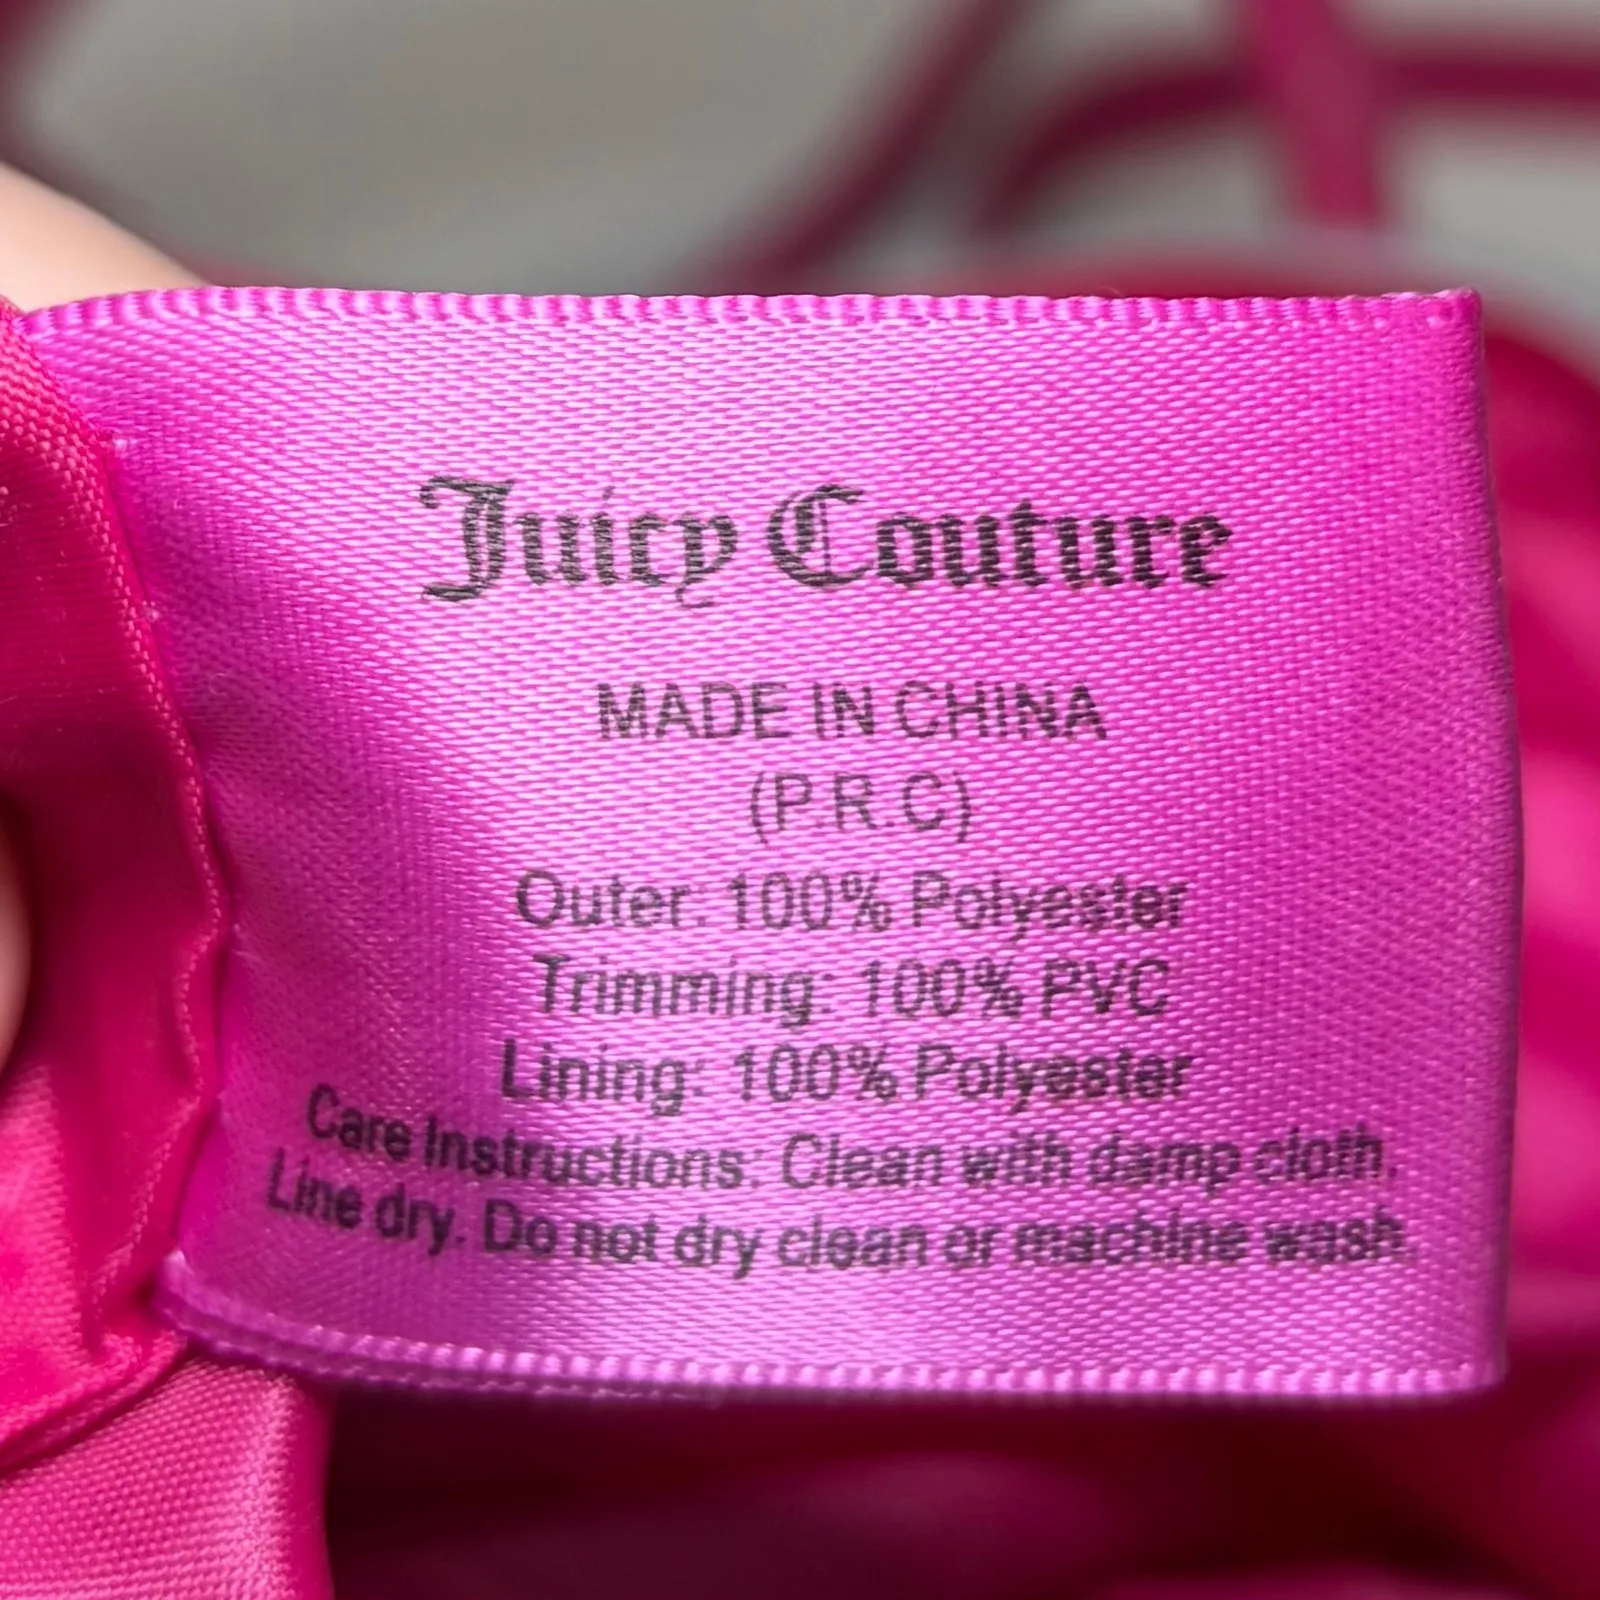 Juicy Couture
MADE IN CHINA
(P.R.C)
Outer: 100% Polyester
Trimming: 100% PVC
Lining: 100% Polyester
Care Instructions: Clean with damp cloth.
Line dry. Do not dry clean or machine wash